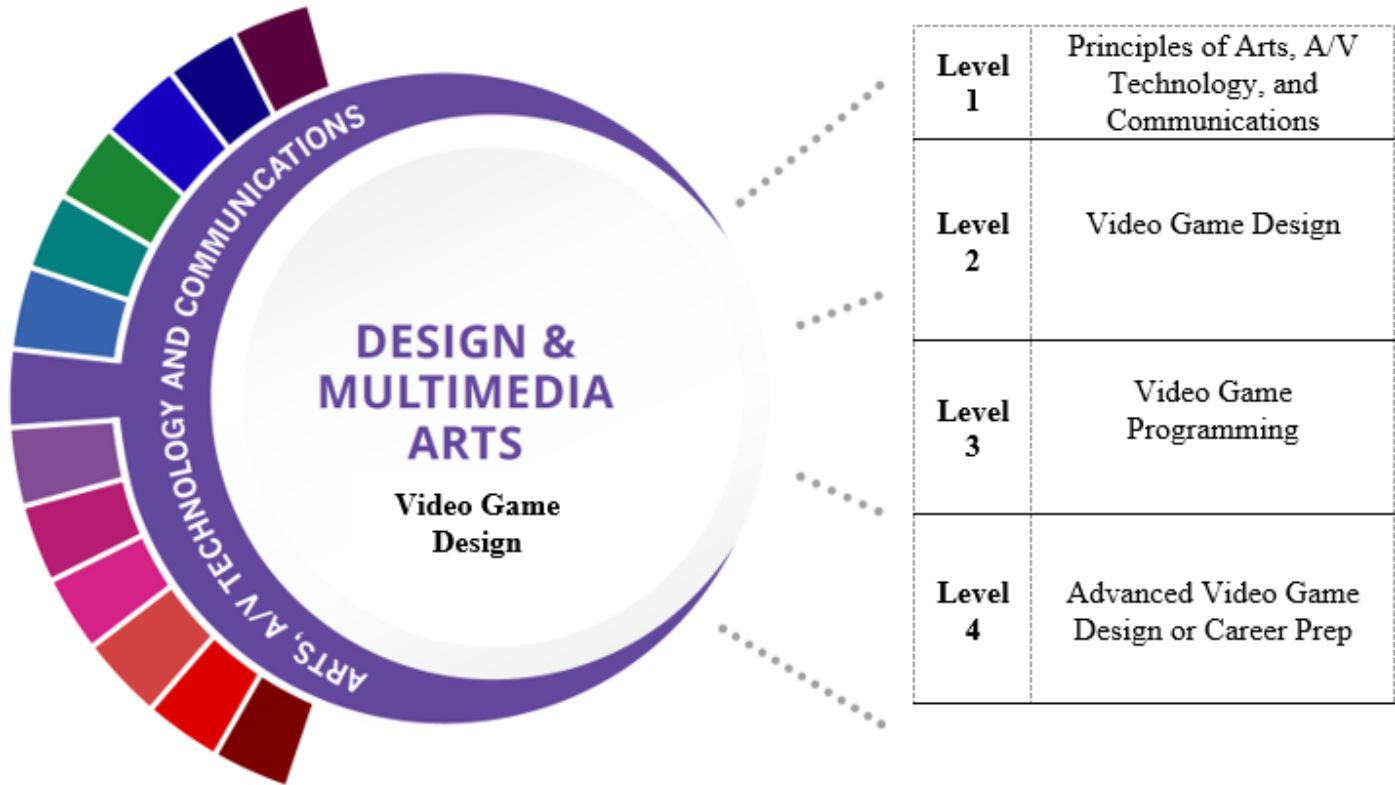 ARTS, A/V TECHNOLOGY AND COMMUNICATIONS
DESIGN &
MULTIMEDIA
ARTS
Video Game
Design
Level
1
Principles of Arts, A/V
Technology, and
Communications
Level
2
Video Game Design
Level
3
Video Game
Programming
Level
4
Advanced Video Game
Design or Career Prep